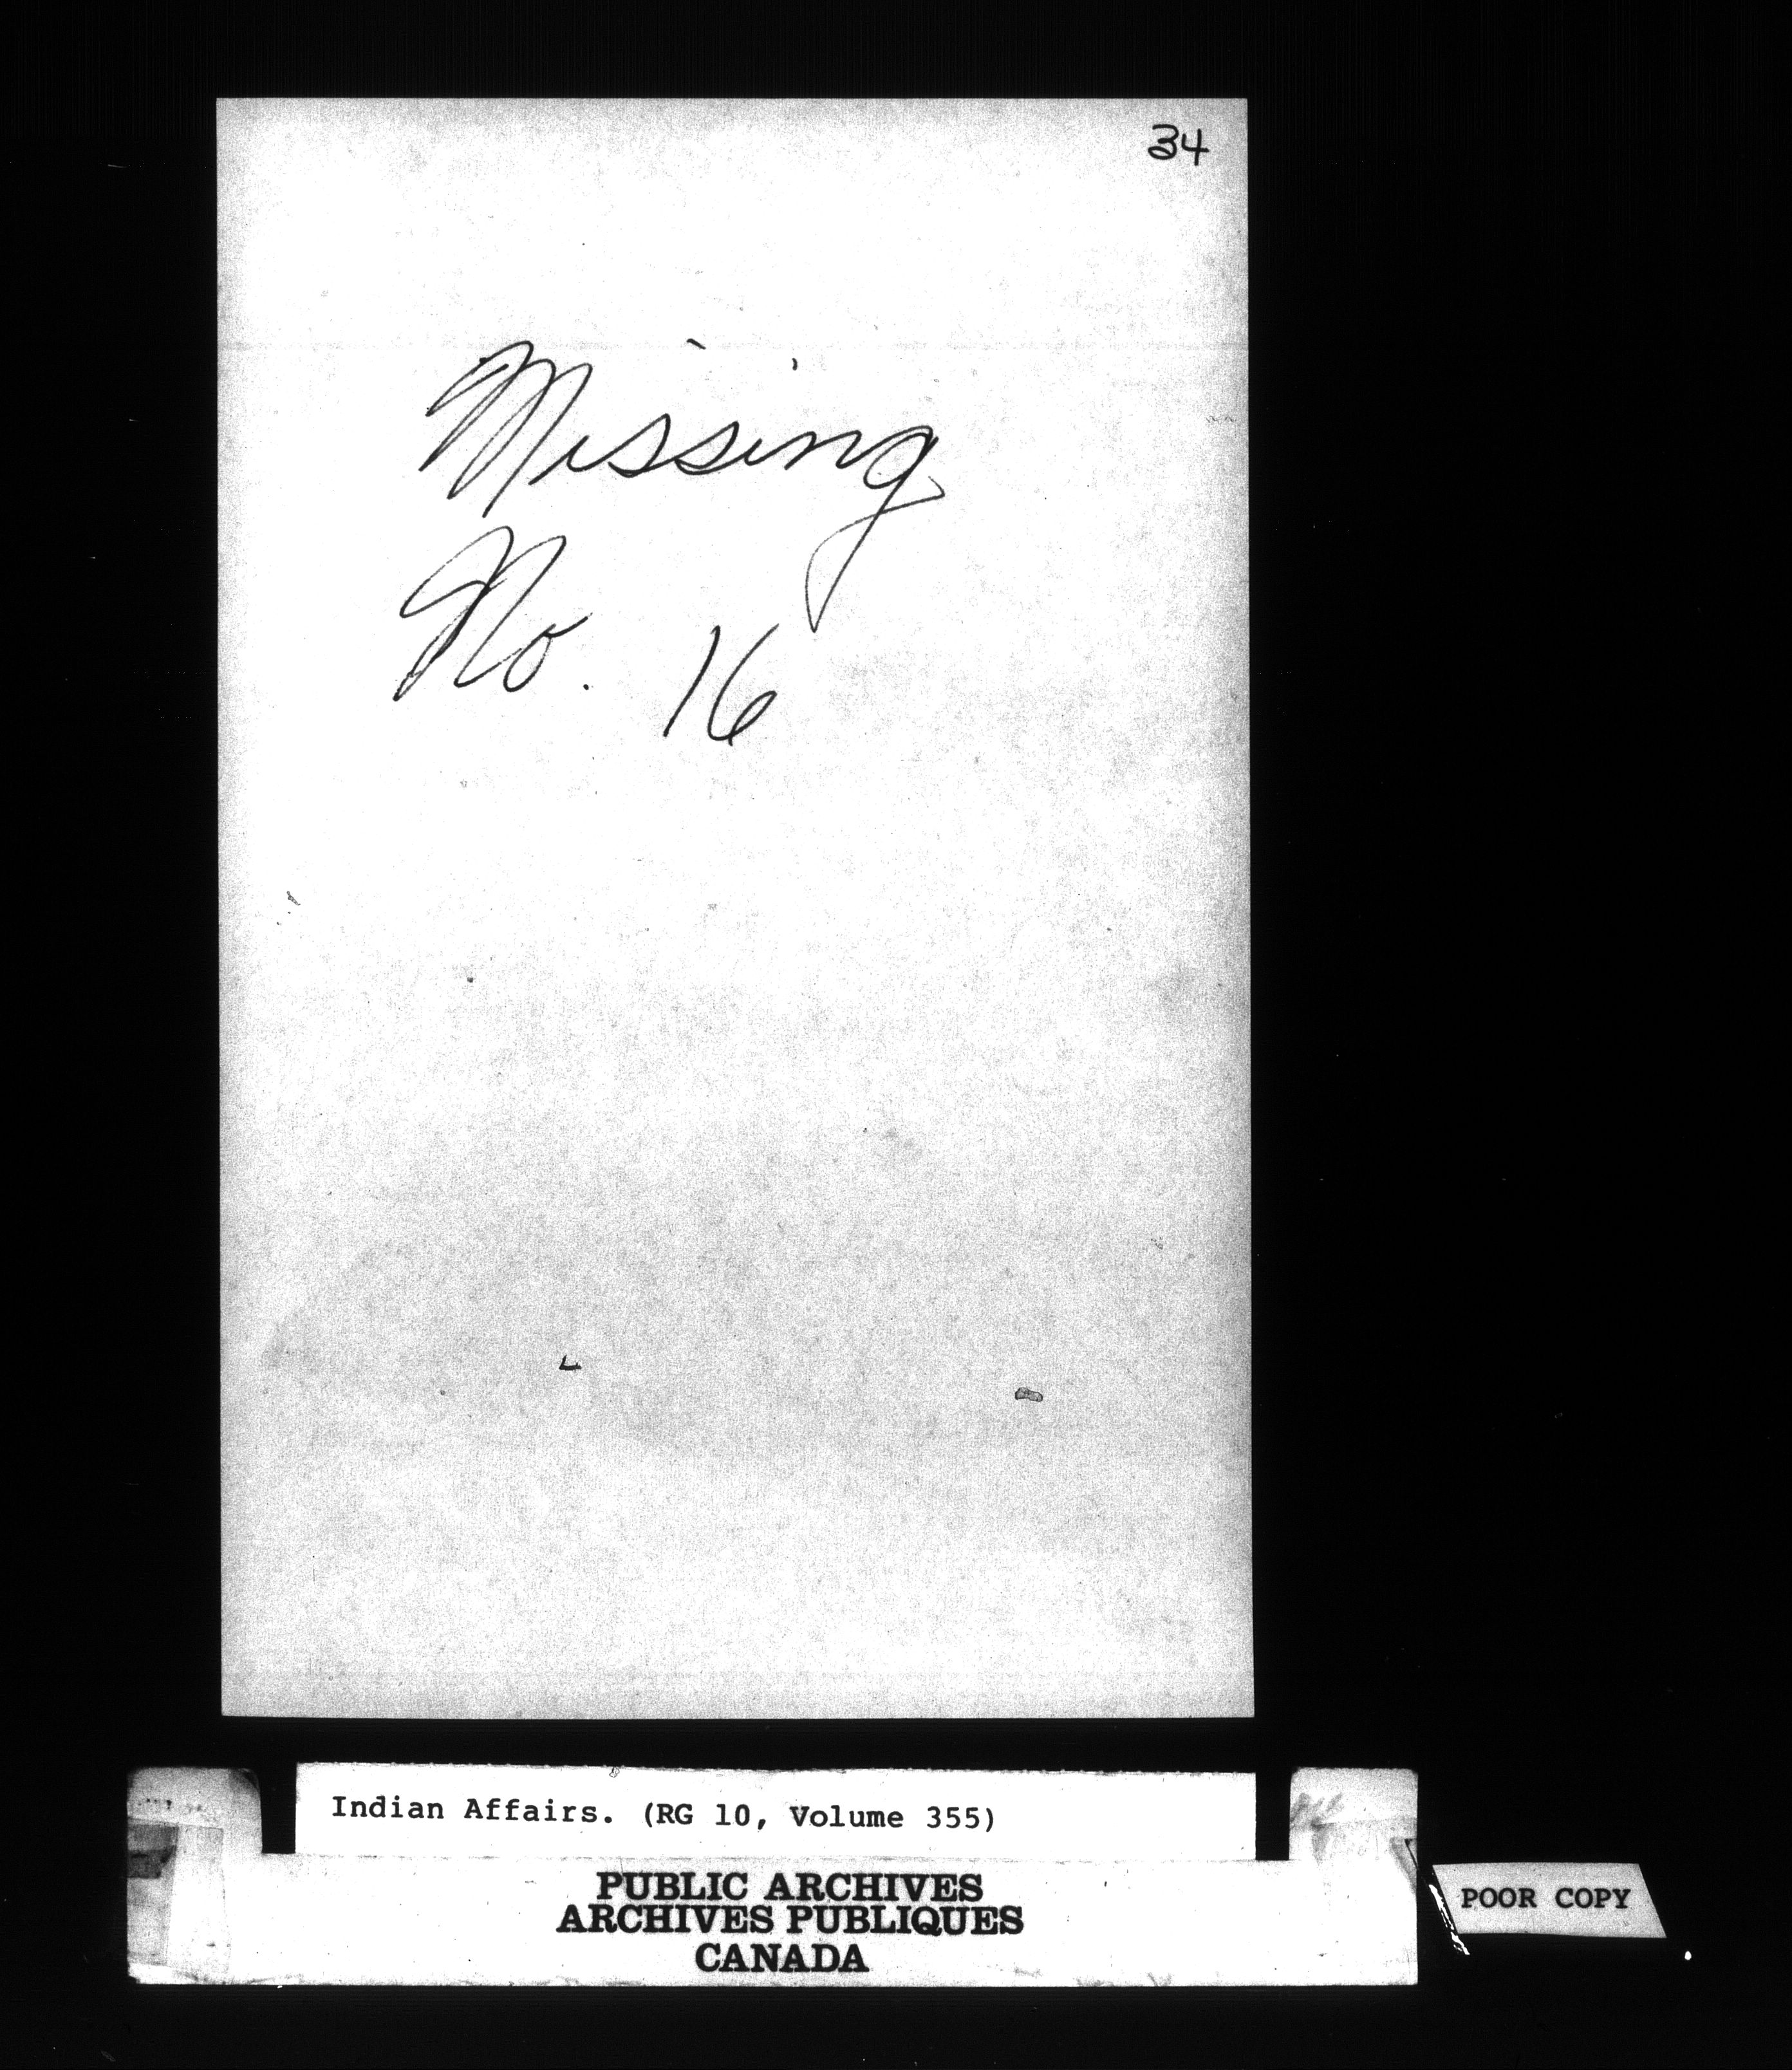 34
Missing
No. 16
Indian Affairs. (RG 10, Volume 355)
PUBLIC ARCHIVES
ARCHIVES PUBLIQUES
CANADA
POOR COPY